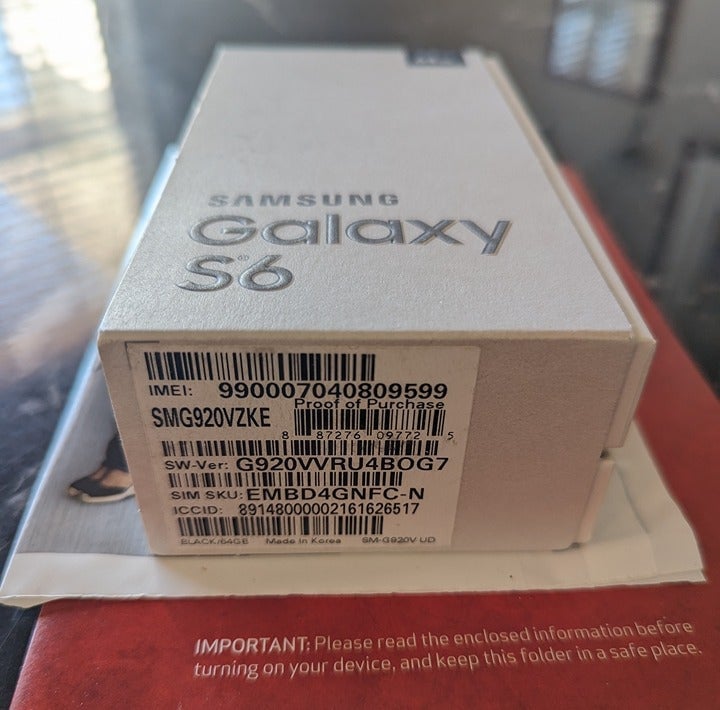 SAMSUNG
Galaxy
S6
IMEI: 990007040809599
Proof of Purchase
SMG920VZKE
8 87276 09772 5
SW-Ver: G920VVRU4BOG7
SIM SKU: EMBD4GNFC-N
ICCID: 89148000002161626517
BLACK/64GB Made in Korea SM-G920V UD
IMPORTANT: Please read the enclosed information before
turning on your device, and keep this folder in a safe place.